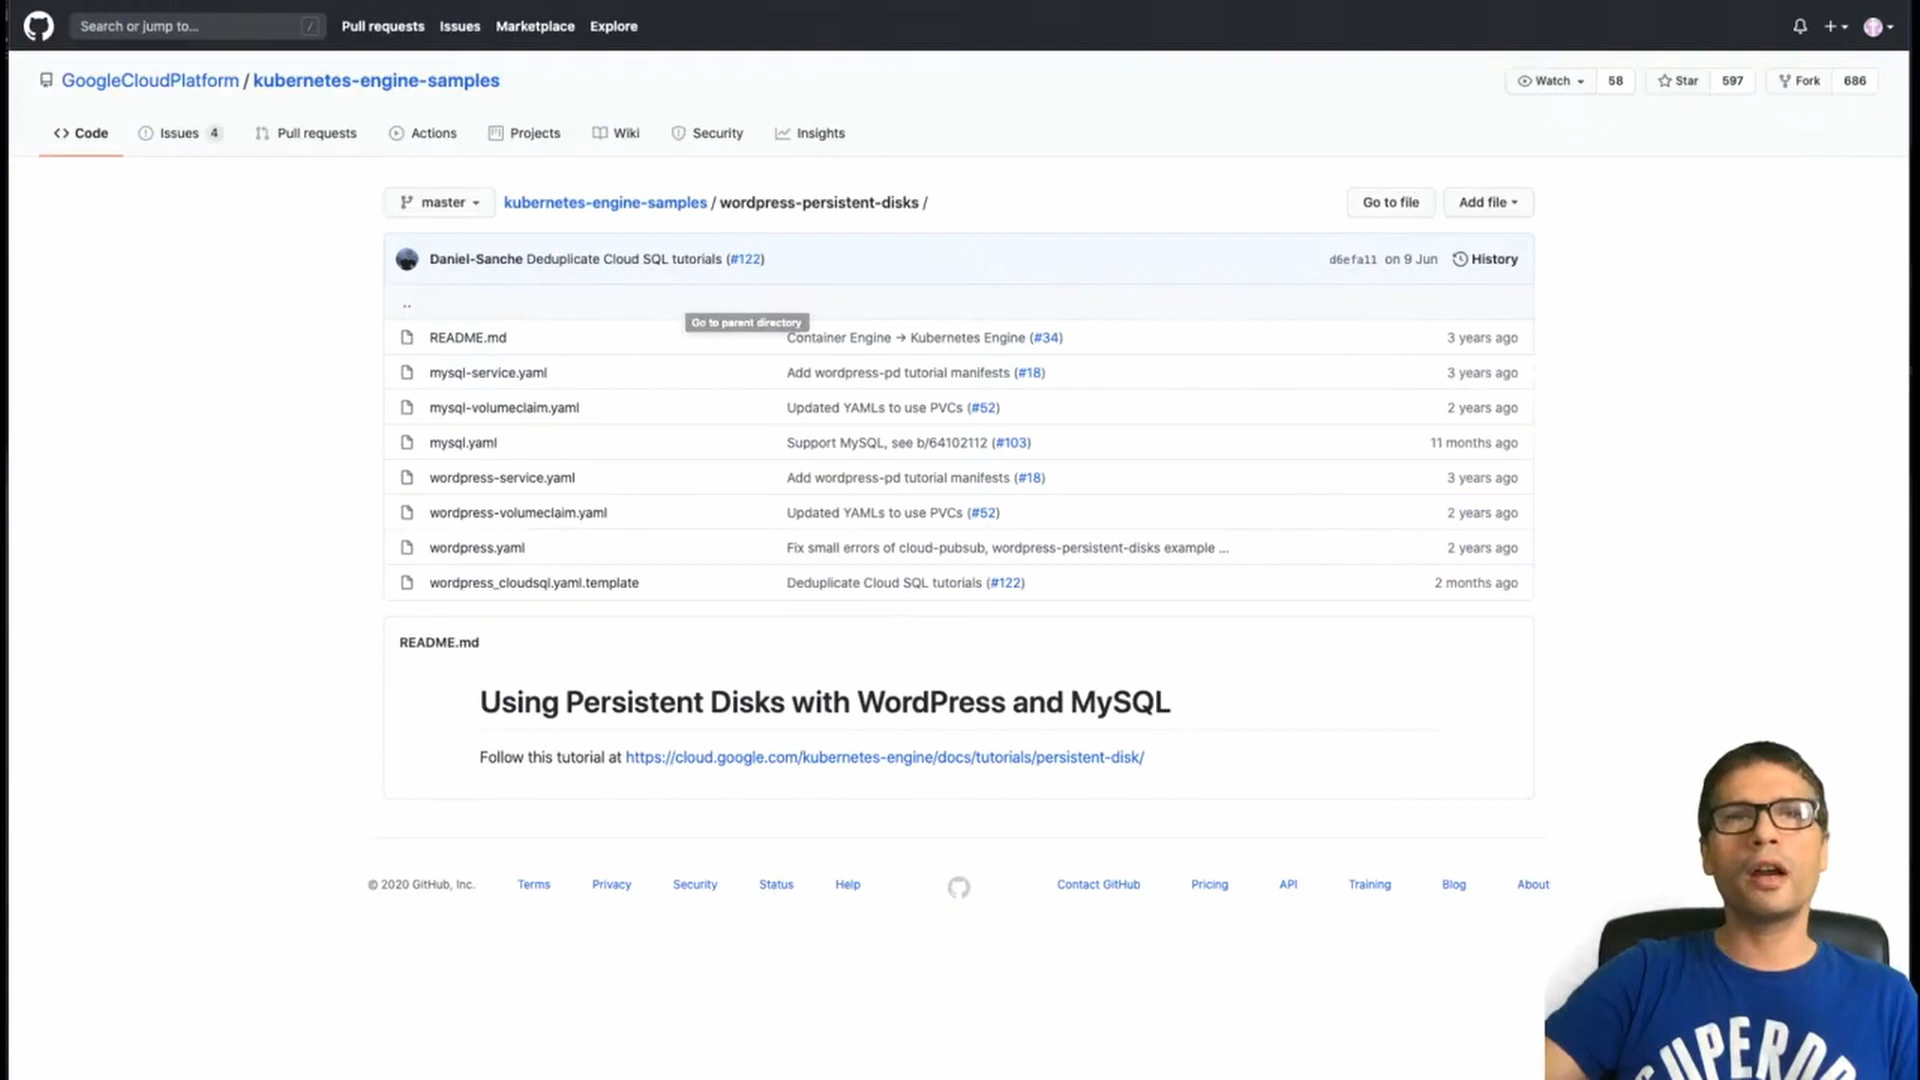 Search or jump to... /
Pull requests Issues Marketplace Explore
GoogleCloudPlatform / kubernetes-engine-samples
Watch 58 Star 597 Fork 686
Code Issues 4 Pull requests Actions Projects Wiki Security Insights
master kubernetes-engine-samples / wordpress-persistent-disks /
Go to file Add file
Daniel-Sanche Deduplicate Cloud SQL tutorials (#122) d6efa11 on 9 Jun History
..
Go to parent directory
README.md Container Engine → Kubernetes Engine (#34) 3 years ago
mysql-service.yaml Add wordpress-pd tutorial manifests (#18) 3 years ago
mysql-volumeclaim.yaml Updated YAMLs to use PVCs (#52) 2 years ago
mysql.yaml Support MySQL, see b/64102112 (#103) 11 months ago
wordpress-service.yaml Add wordpress-pd tutorial manifests (#18) 3 years ago
wordpress-volumeclaim.yaml Updated YAMLs to use PVCs (#52) 2 years ago
wordpress.yaml Fix small errors of cloud-pubsub, wordpress-persistent-disks example ... 2 years ago
wordpress_cloudsql.yaml.template Deduplicate Cloud SQL tutorials (#122) 2 months ago
README.md
Using Persistent Disks with WordPress and MySQL
Follow this tutorial at https://cloud.google.com/kubernetes-engine/docs/tutorials/persistent-disk/
© 2020 GitHub, Inc. Terms Privacy Security Status Help Contact GitHub Pricing API Training Blog About